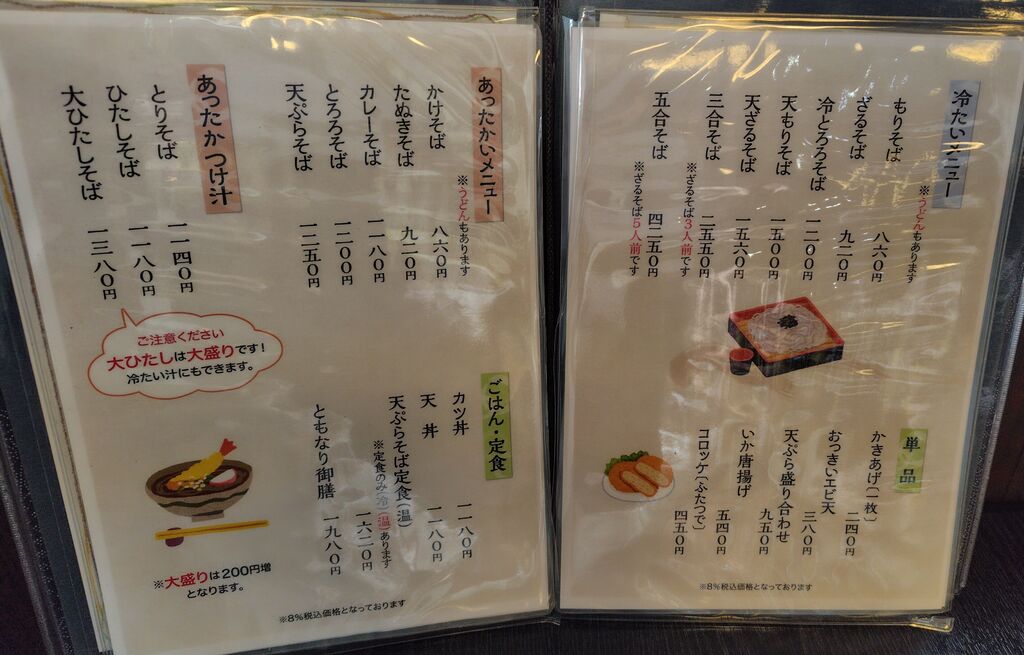 冷たいメニュー
※うどんもあります
もりそば 八六〇円
ざるそば 九二〇円
冷とろろそば 一二〇〇円
天もりそば 一五〇〇円
天ざるそば 一五六〇円
三合そば 二五五〇円
※ざるそば3人前です
五合そば 四二五〇円
※ざるそば5人前です
単品
かきあげ(一枚) 二四〇円
おっきいエビ天 三八〇円
天ぷら盛り合わせ 九五〇円
いか唐揚げ 五四〇円
コロッケ(ふたつで) 四五〇円
※8%税込価格となっております
あったかいメニュー
※うどんもあります
かけそば 八六〇円
たぬきそば 九二〇円
カレーそば 一一八〇円
とろろそば 一二〇〇円
天ぷらそば 一二五〇円
あったかつけ汁
とりそば 一一四〇円
ひたしそば 一一八〇円
大ひたしそば 一三八〇円
ご注意ください
大ひたしは大盛りです!
冷たい汁にもできます。
ごはん・定食
カツ丼 一一八〇円
天丼 一一八〇円
天ぷらそば定食(温) 一六二〇円
※定食のみ(冷)(温)あります
ともなり御膳 一九八〇円
※大盛りは200円増
となります。
※8%税込価格となっております